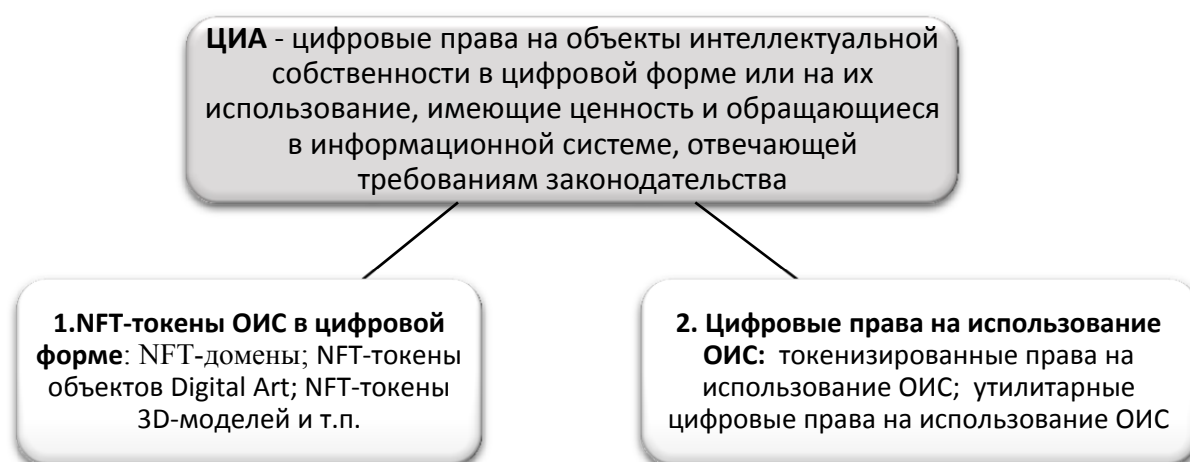 ЦИА - цифровые права на объекты интеллектуальной
собственности в цифровой форме или на их
использование, имеющие ценность и обращающиеся
в информационной системе, отвечающей
требованиям законодательства
1.NFT-токены ОИС в цифровой
форме: NFT-домены; NFT-токены
объектов Digital Art; NFT-токены
3D-моделей и т.п.
2. Цифровые права на использование
ОИС: токенизированные права на
использование ОИС; утилитарные
цифровые права на использование ОИС